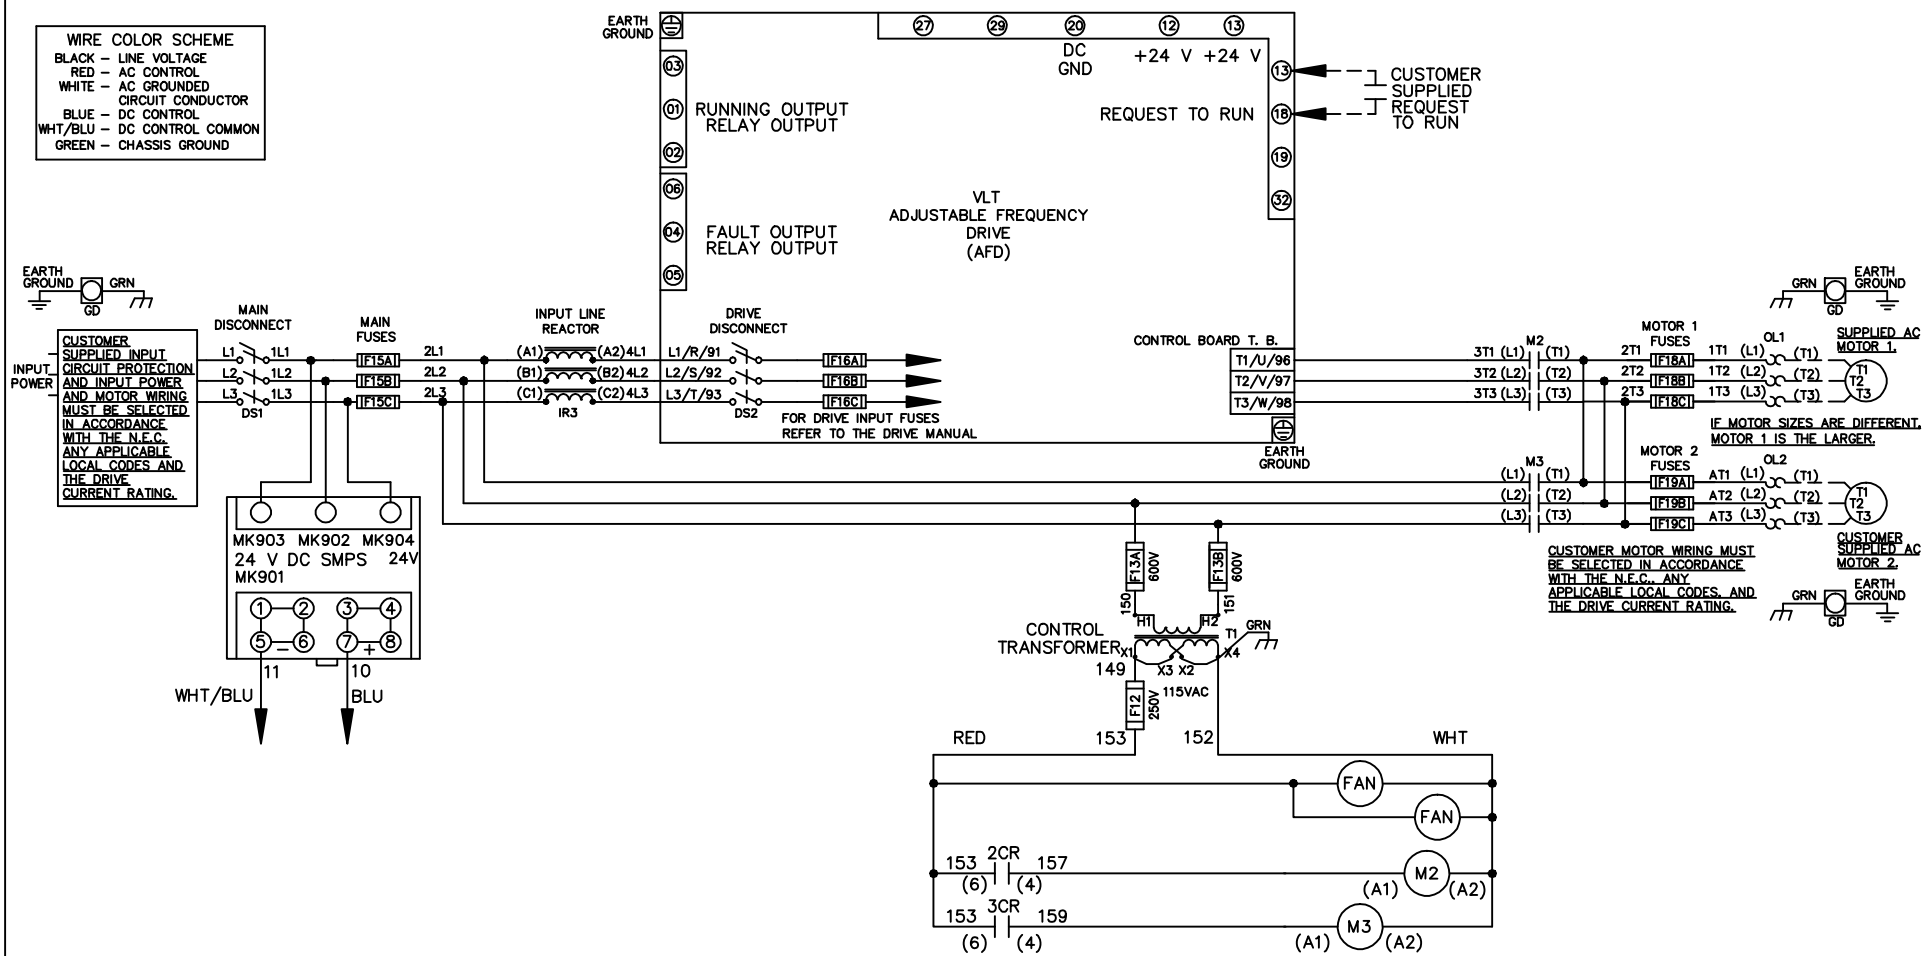 WIRE COLOR SCHEME
BLACK – LINE VOLTAGE
RED – AC CONTROL
WHITE – AC GROUNDED
CIRCUIT CONDUCTOR
BLUE – DC CONTROL
WHT/BLU – DC CONTROL COMMON
GREEN – CHASSIS GROUND
EARTH
GROUND
27
29
20
12
13
DC
GND
+24 V
+24 V
03
01
02
RUNNING OUTPUT
RELAY OUTPUT
06
04
05
FAULT OUTPUT
RELAY OUTPUT
VLT
ADJUSTABLE FREQUENCY
DRIVE
(AFD)
REQUEST TO RUN
13
18
19
32
CUSTOMER
SUPPLIED
REQUEST
TO RUN
EARTH
GROUND
GRN
GD
INPUT
POWER
CUSTOMER
SUPPLIED INPUT
CIRCUIT PROTECTION
AND INPUT POWER
AND MOTOR WIRING
MUST BE SELECTED
IN ACCORDANCE
WITH THE N.E.C.
ANY APPLICABLE
LOCAL CODES AND
THE DRIVE
CURRENT RATING.
MAIN
DISCONNECT
L1 1L1
L2 1L2
L3 1L3
DS1
MAIN
FUSES
F15A
F15B
F15C
2L1
2L2
2L3
INPUT LINE
REACTOR
(A1) (A2) 4L1
(B1) (B2) 4L2
(C1) (C2) 4L3
IR3
L1/R/91
L2/S/92
L3/T/93
DRIVE
DISCONNECT
DS2
F16A
F16B
F16C
FOR DRIVE INPUT FUSES
REFER TO THE DRIVE MANUAL
CONTROL BOARD T. B.
T1/U/96
T2/V/97
T3/W/98
EARTH
GROUND
M2
3T1 (L1) (T1)
3T2 (L2) (T2)
3T3 (L3) (T3)
MOTOR 1
FUSES
2T1 F18A 1T1 (L1) (T1)
2T2 F18B 1T2 (L2) (T2)
2T3 F18C 1T3 (L3) (T3)
OL1
T1
T2
T3
GRN
GD
EARTH
GROUND
SUPPLIED AC
MOTOR 1.
IF MOTOR SIZES ARE DIFFERENT,
MOTOR 1 IS THE LARGER.
M3
(L1) (T1)
(L2) (T2)
(L3) (T3)
MOTOR 2
FUSES
F19A AT1 (L1) (T1)
F19B AT2 (L2) (T2)
F19C AT3 (L3) (T3)
OL2
T1
T2
T3
CUSTOMER
SUPPLIED AC
MOTOR 2.
CUSTOMER MOTOR WIRING MUST
BE SELECTED IN ACCORDANCE
WITH THE N.E.C., ANY
APPLICABLE LOCAL CODES, AND
THE DRIVE CURRENT RATING.
GRN
GD
EARTH
GROUND
MK903 MK902 MK904
24 V DC SMPS 24V
MK901
1 2 3 4
5 – 6 7 + 8
11
10
WHT/BLU
BLU
F13A
600V
F13B
600V
150
151
H1
H2
CONTROL
TRANSFORMER
T1
GRN
X1
X3 X2
X4
149
115VAC
F12
250V
153
152
RED
WHT
FAN
FAN
153 2CR 157
(6) (4)
(A1) M2 (A2)
153 3CR 159
(6) (4)
(A1) M3 (A2)